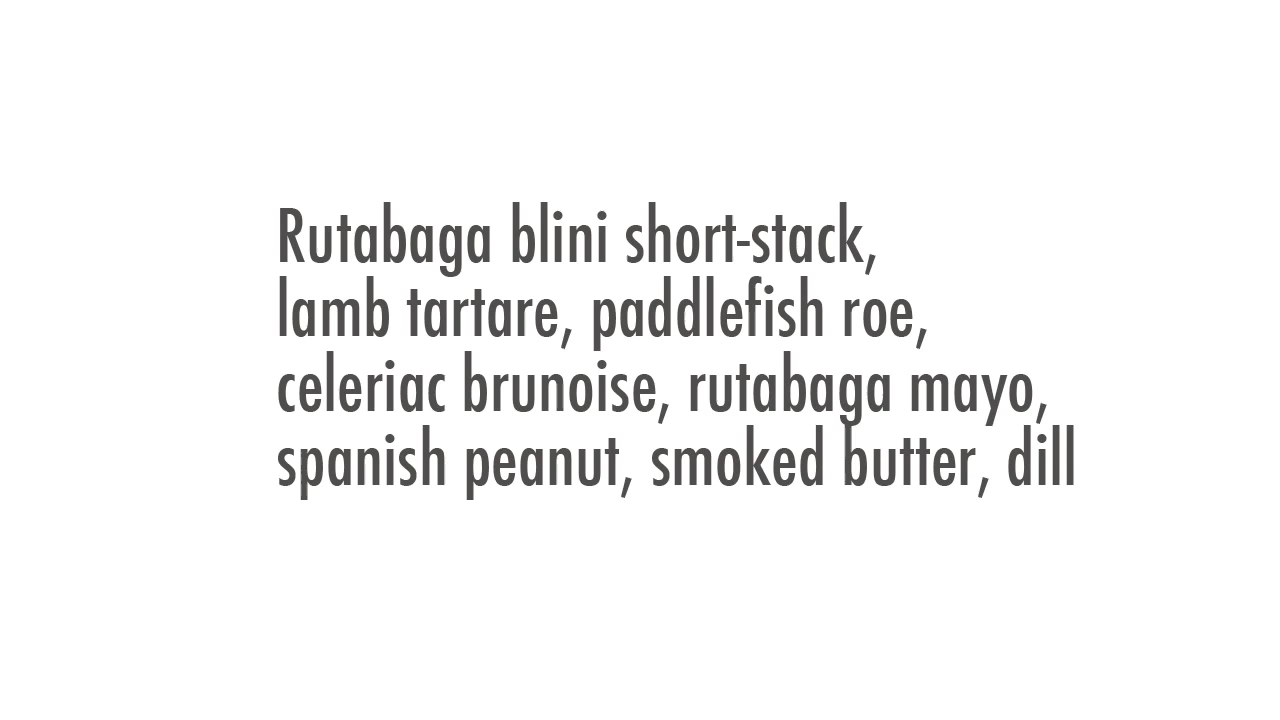 Rutabaga blini short-stack,
lamb tartare, paddlefish roe,
celeriac brunoise, rutabaga mayo,
spanish peanut, smoked butter, dill